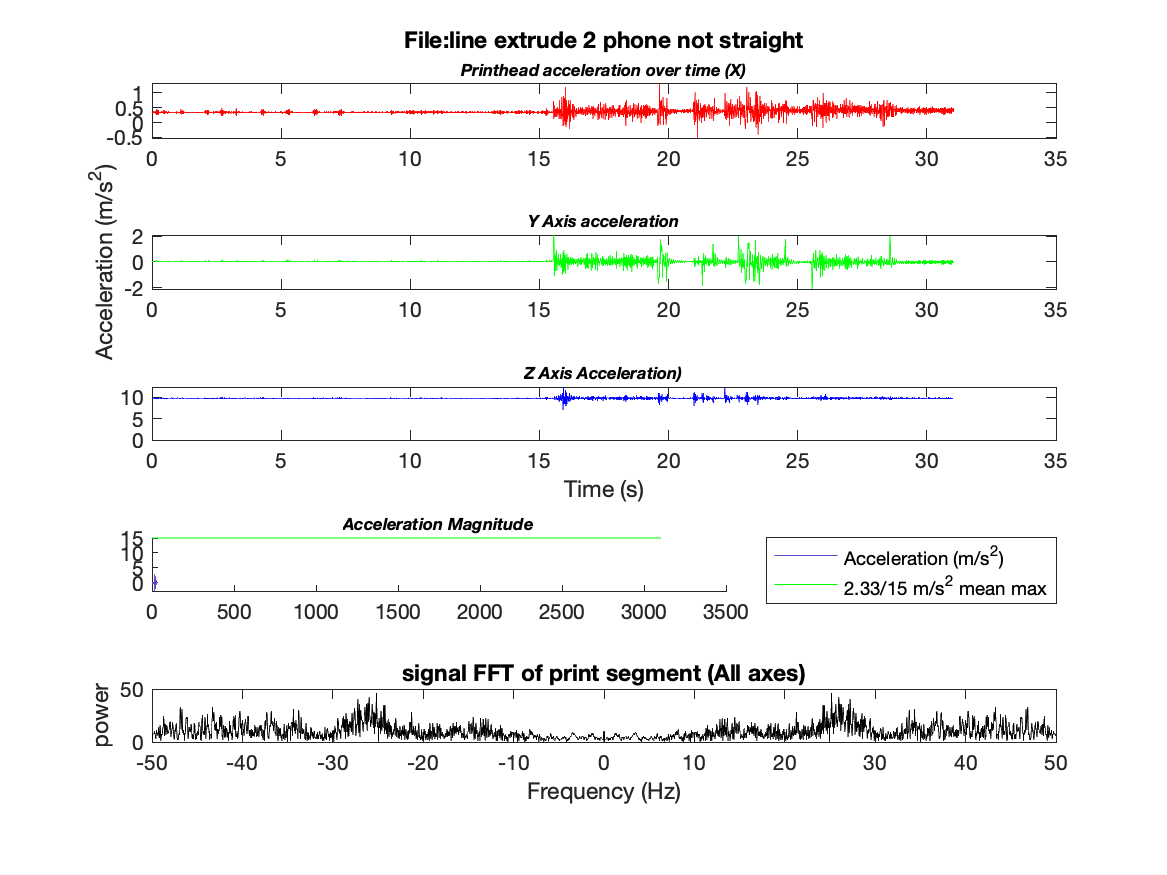 File:line extrude 2 phone not straight
Printhead acceleration over time (X)
1
0.5
0
-0.5
0 5 10 15 20 25 30 35
Acceleration (m/s²)
Y Axis acceleration
2
0
-2
0 5 10 15 20 25 30 35
Z Axis Acceleration)
10
5
0
0 5 10 15 20 25 30 35
Time (s)
Acceleration Magnitude
15
10
5
0
0 500 1000 1500 2000 2500 3000 3500
Acceleration (m/s²)
2.33/15 m/s² mean max
signal FFT of print segment (All axes)
power
50
0
-50 -40 -30 -20 -10 0 10 20 30 40 50
Frequency (Hz)